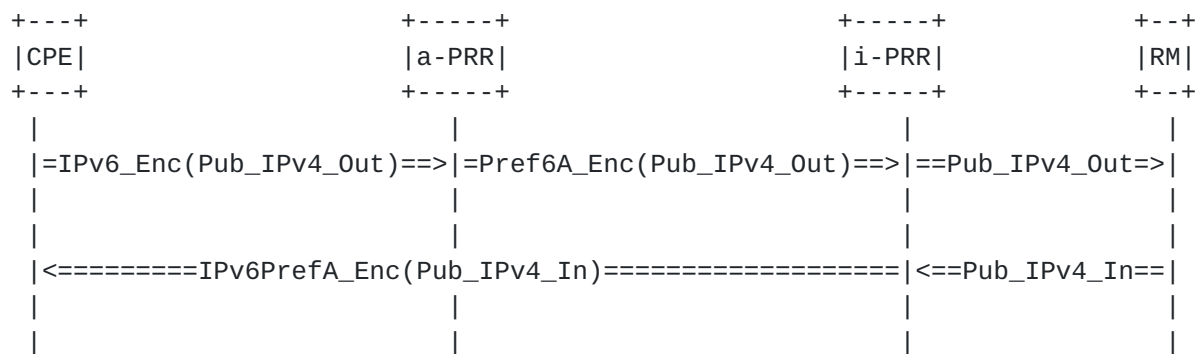 +---+                +-----+                 +-----+          +--+
|CPE|                |a-PRR|                 |i-PRR|          |RM|
+---+                +-----+                 +-----+          +--+
 |                      |                       |              |
 |=IPv6_Enc(Pub_IPv4_Out)==>|=Pref6A_Enc(Pub_IPv4_Out)==>|==Pub_IPv4_Out=>|
 |                      |                       |              |
 |                      |                       |              |
 |<=========IPv6PrefA_Enc(Pub_IPv4_In)===================|<==Pub_IPv4_In==|
 |                      |                       |              |
 |                      |                       |              |